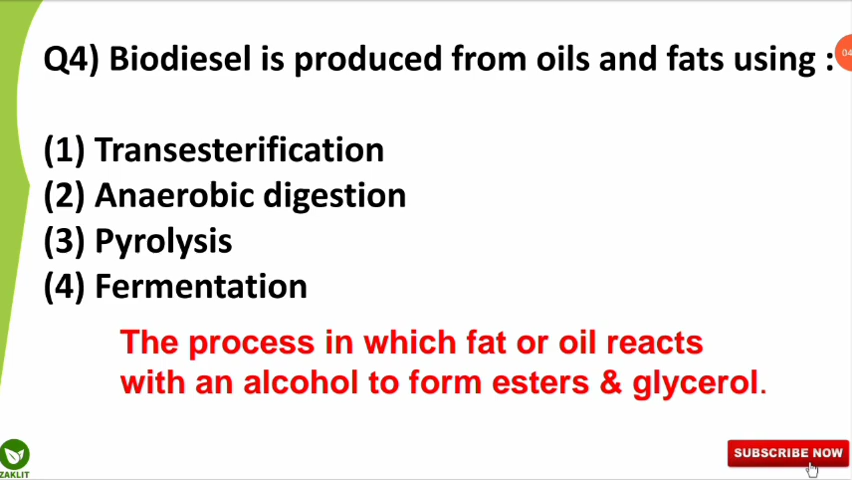 Q4) Biodiesel is produced from oils and fats using :
04
(1) Transesterification
(2) Anaerobic digestion
(3) Pyrolysis
(4) Fermentation
The process in which fat or oil reacts
with an alcohol to form esters & glycerol.
ZAKLIT
SUBSCRIBE NOW